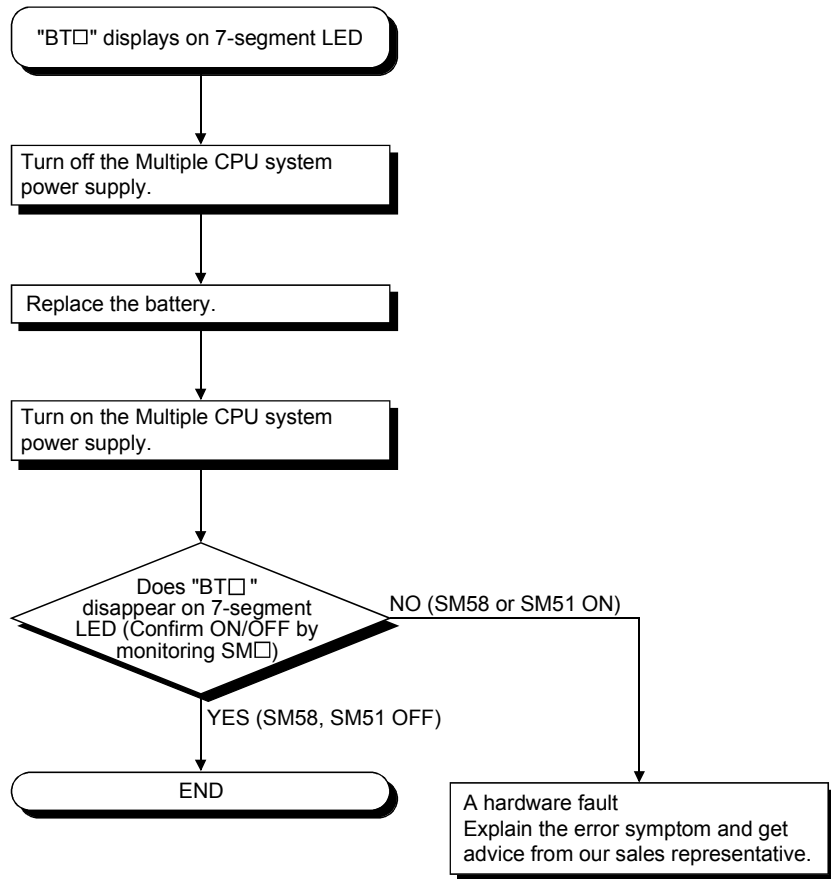 "BT□" displays on 7-segment LED
Turn off the Multiple CPU system
power supply.
Replace the battery.
Turn on the Multiple CPU system
power supply.
Does "BT□ "
disappear on 7-segment
LED (Confirm ON/OFF by
monitoring SM□)
NO (SM58 or SM51 ON)
YES (SM58, SM51 OFF)
END
A hardware fault
Explain the error symptom and get
advice from our sales representative.